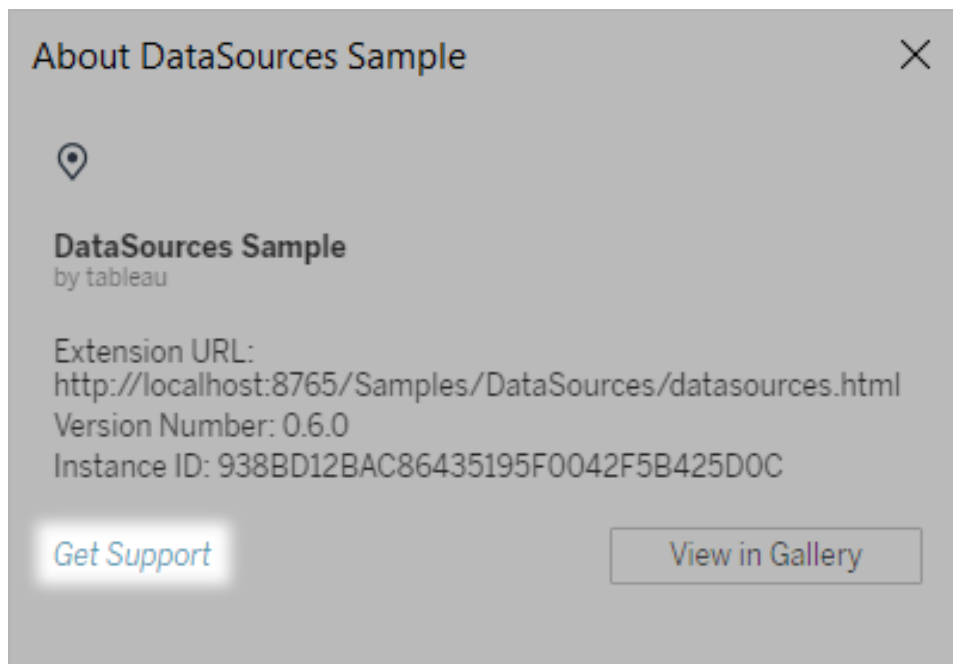 About DataSources Sample
DataSources Sample
by tableau
Extension URL:
http://localhost:8765/Samples/DataSources/datasources.html
Version Number: 0.6.0
Instance ID: 938BD12BAC86435195F0042F5B425D0C
Get Support
View in Gallery